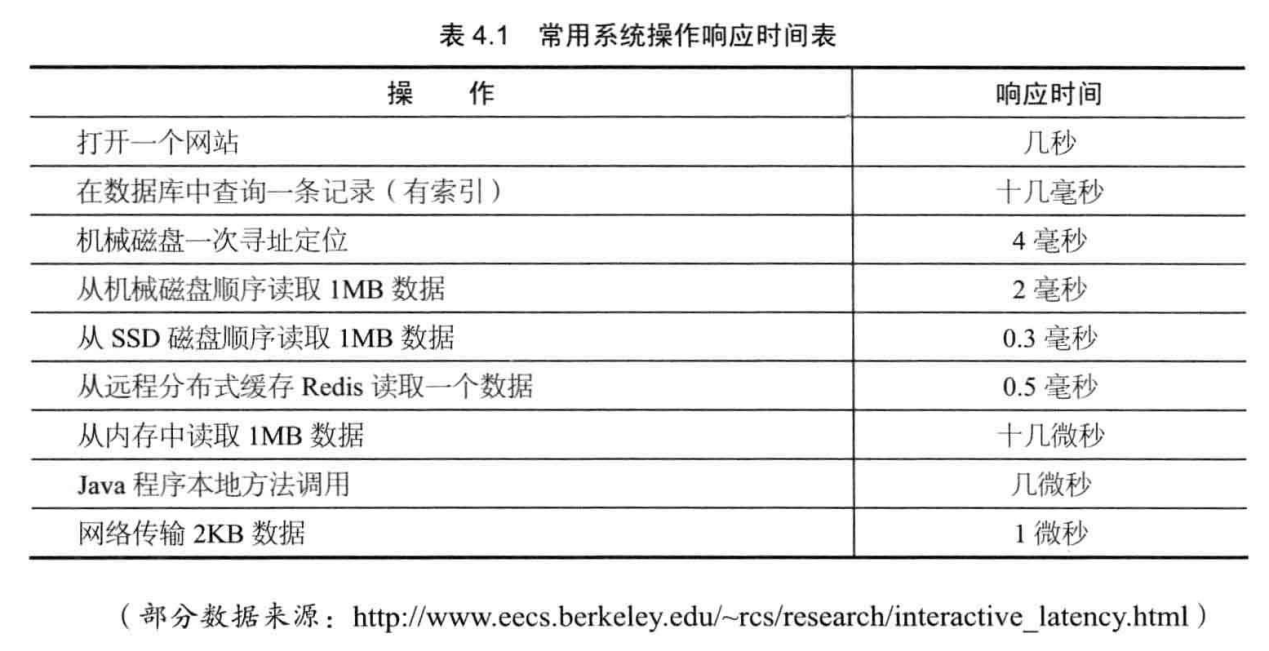 表 4.1 常用系统操作响应时间表
操 作 响应时间
打开一个网站 几秒
在数据库中查询一条记录（有索引） 十几毫秒
机械磁盘一次寻址定位 4 毫秒
从机械磁盘顺序读取 1MB 数据 2 毫秒
从 SSD 磁盘顺序读取 1MB 数据 0.3 毫秒
从远程分布式缓存 Redis 读取一个数据 0.5 毫秒
从内存中读取 1MB 数据 十几微秒
Java 程序本地方法调用 几微秒
网络传输 2KB 数据 1 微秒
（部分数据来源：http://www.eecs.berkeley.edu/~rcs/research/interactive_latency.html）